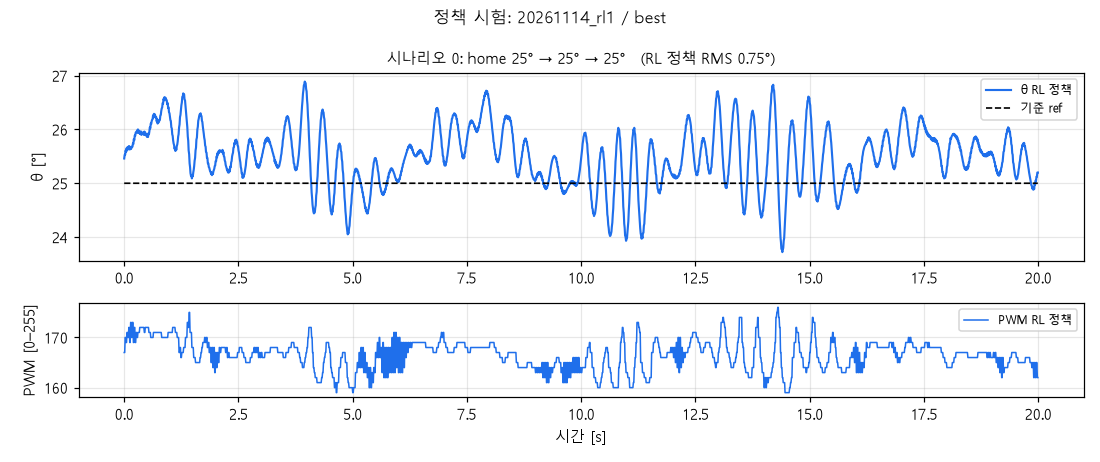 정책 시험: 20261114_rl1 / best
시나리오 0: home 25° → 25° → 25° (RL 정책 RMS 0.75°)
27
26
25
24
θ [°]
θ RL 정책
기준 ref
0.0 2.5 5.0 7.5 10.0 12.5 15.0 17.5 20.0
170
160
PWM [0–255]
PWM RL 정책
0.0 2.5 5.0 7.5 10.0 12.5 15.0 17.5 20.0
시간 [s]